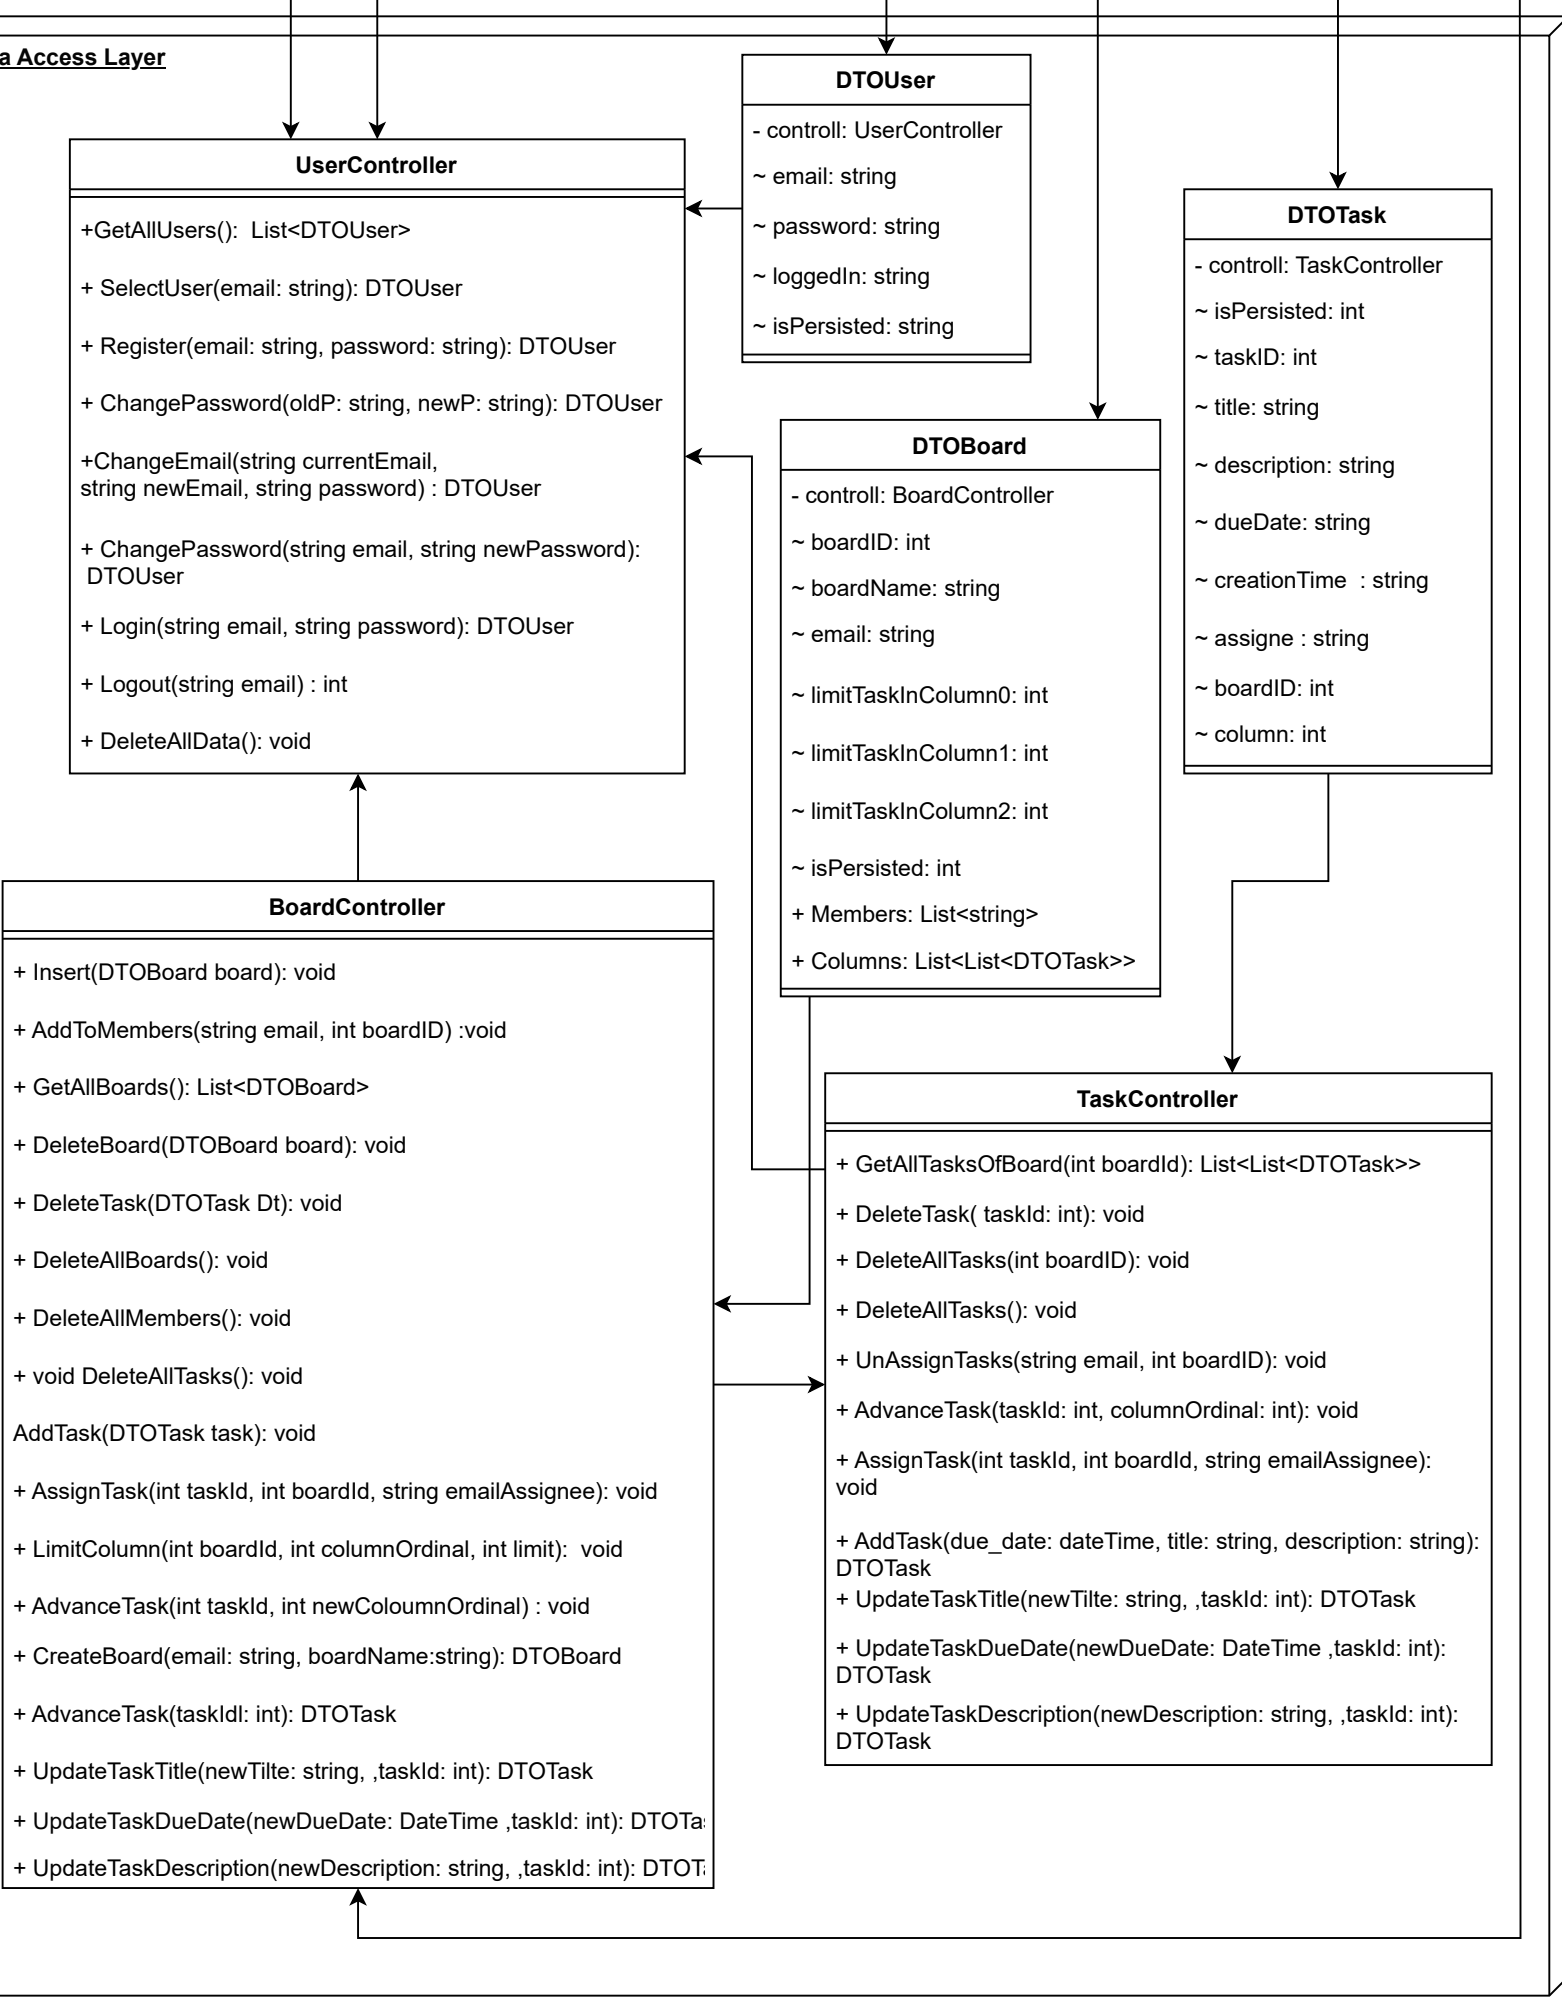 a Access Layer
DTOUser
- controll: UserController
~ email: string
~ password: string
~ loggedIn: string
~ isPersisted: string
UserController
+GetAllUsers():  List<DTOUser>
+ SelectUser(email: string): DTOUser
+ Register(email: string, password: string): DTOUser
+ ChangePassword(oldP: string, newP: string): DTOUser
+ChangeEmail(string currentEmail,
string newEmail, string password) : DTOUser
+ ChangePassword(string email, string newPassword):
DTOUser
+ Login(string email, string password): DTOUser
+ Logout(string email) : int
+ DeleteAllData(): void
DTOTask
- controll: TaskController
~ isPersisted: int
~ taskID: int
~ title: string
~ description: string
~ dueDate: string
~ creationTime  : string
~ assigne : string
~ boardID: int
~ column: int
DTOBoard
- controll: BoardController
~ boardID: int
~ boardName: string
~ email: string
~ limitTaskInColumn0: int
~ limitTaskInColumn1: int
~ limitTaskInColumn2: int
~ isPersisted: int
+ Members: List<string>
+ Columns: List<List<DTOTask>>
BoardController
+ Insert(DTOBoard board): void
+ AddToMembers(string email, int boardID) :void
+ GetAllBoards(): List<DTOBoard>
+ DeleteBoard(DTOBoard board): void
+ DeleteTask(DTOTask Dt): void
+ DeleteAllBoards(): void
+ DeleteAllMembers(): void
+ void DeleteAllTasks(): void
AddTask(DTOTask task): void
+ AssignTask(int taskId, int boardId, string emailAssignee): void
+ LimitColumn(int boardId, int columnOrdinal, int limit):  void
+ AdvanceTask(int taskId, int newColoumnOrdinal) : void
+ CreateBoard(email: string, boardName:string): DTOBoard
+ AdvanceTask(taskIdl: int): DTOTask
+ UpdateTaskTitle(newTilte: string, ,taskId: int): DTOTask
+ UpdateTaskDueDate(newDueDate: DateTime ,taskId: int): DTOTas
+ UpdateTaskDescription(newDescription: string, ,taskId: int): DTOTa
TaskController
+ GetAllTasksOfBoard(int boardId): List<List<DTOTask>>
+ DeleteTask( taskId: int): void
+ DeleteAllTasks(int boardID): void
+ DeleteAllTasks(): void
+ UnAssignTasks(string email, int boardID): void
+ AdvanceTask(taskId: int, columnOrdinal: int): void
+ AssignTask(int taskId, int boardId, string emailAssignee):
void
+ AddTask(due_date: dateTime, title: string, description: string):
DTOTask
+ UpdateTaskTitle(newTilte: string, ,taskId: int): DTOTask
+ UpdateTaskDueDate(newDueDate: DateTime ,taskId: int):
DTOTask
+ UpdateTaskDescription(newDescription: string, ,taskId: int):
DTOTask